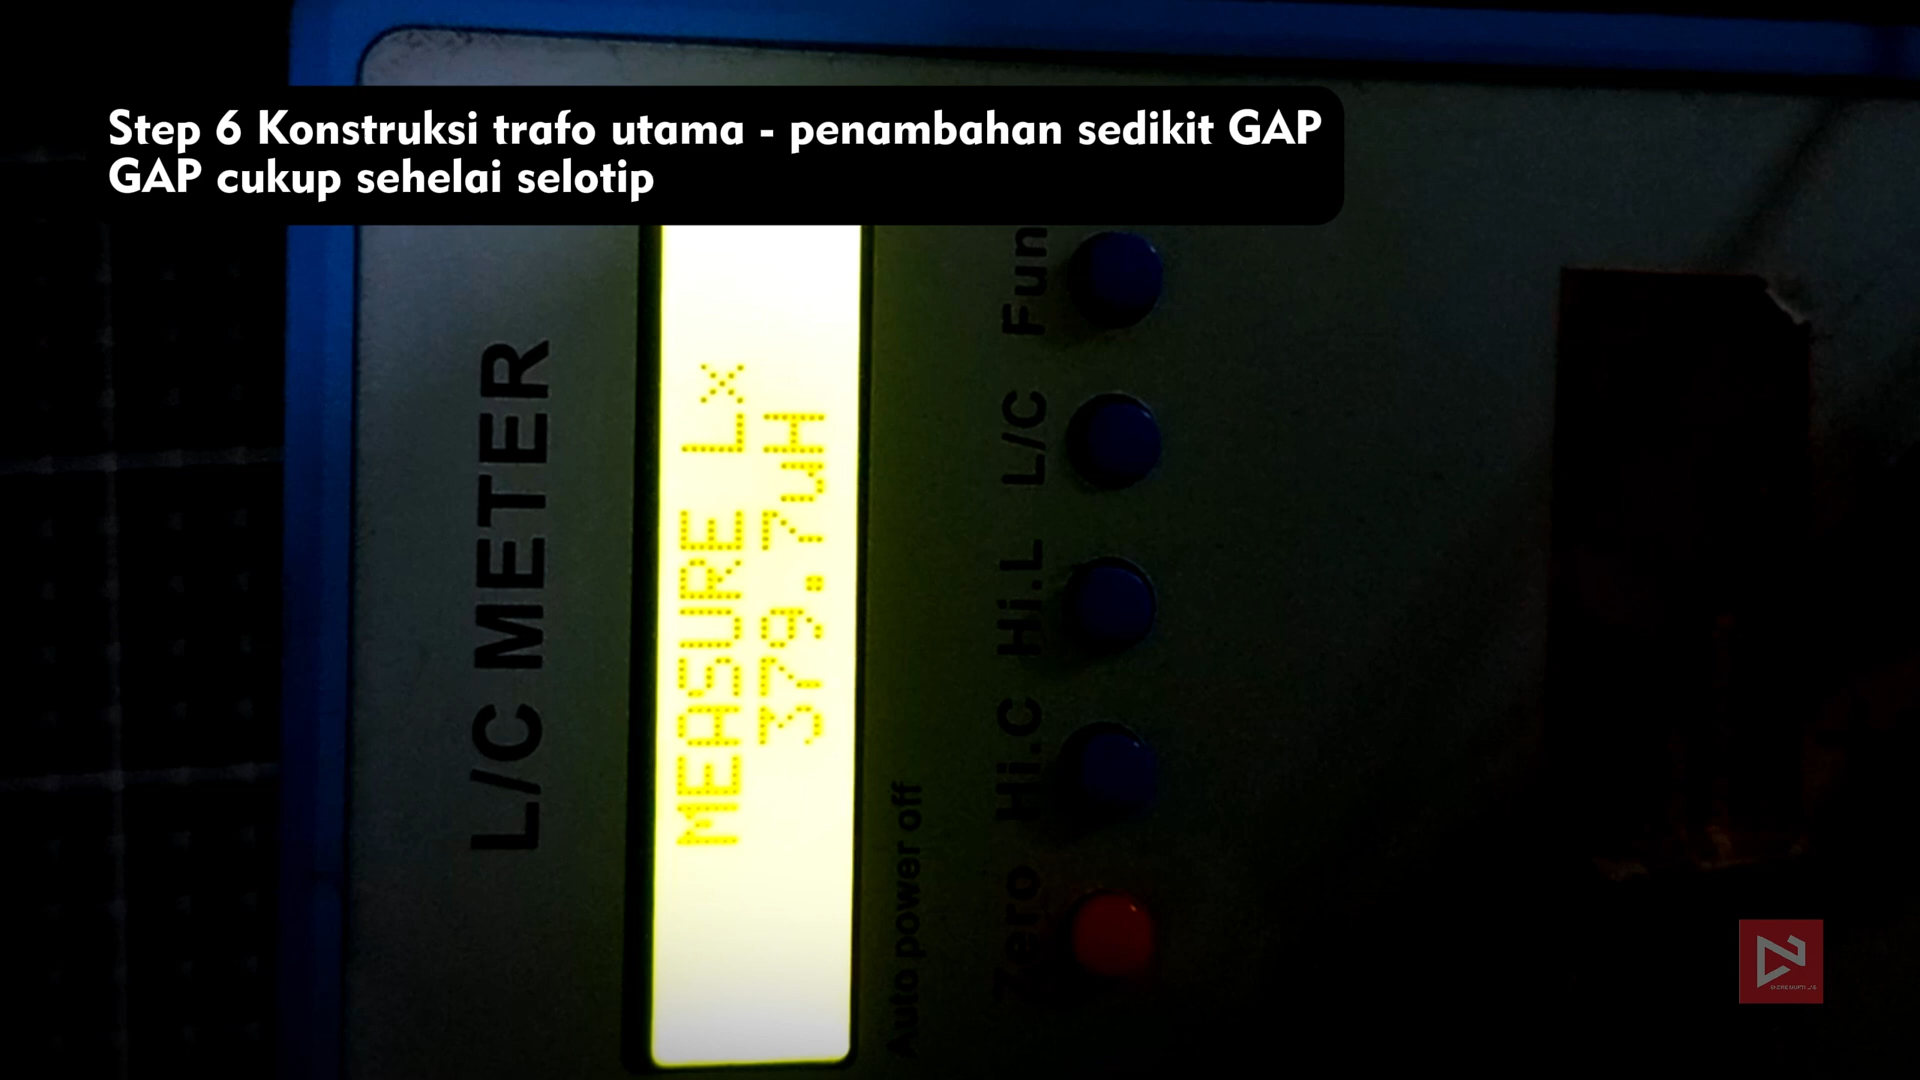 Step 6 Konstruksi trafo utama - penambahan sedikit GAP
GAP cukup sehelai selotip
L/C METER
MEASURE Lx
379.7uH
Auto power off
Zero Hi.C Hi.L L/C Fun